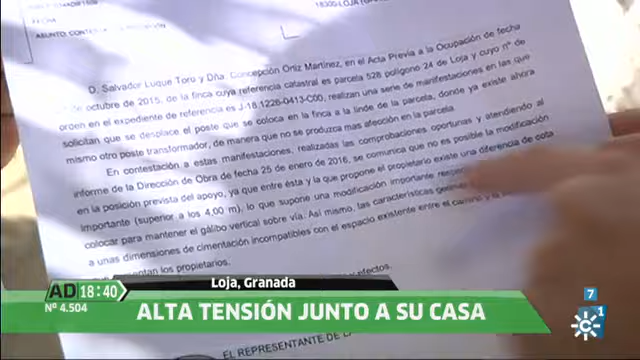 ASUNTO:
18300-LOJA
D. Salvador Luque Toro y Dña. Concepción Ortiz Martínez, en el Acta Previa a la Ocupación de fecha
de octubre de 2015, de la finca cuya referencia catastral es parcela 528 polígono 24 de Loja y cuyo nº de
orden en el expediente de referencia es J-18.1226-0413-C00, realizan una serie de manifestaciones en las que
solicitan que se desplace el poste que se coloca en la finca a la linde de la parcela, donde ya existe ahora
mismo otro poste transformador, de manera que no se produzca mas afección en la parcela.
En contestación a estas manifestaciones, realizadas las comprobaciones oportunas y atendiendo al
informe de la Dirección de Obra de fecha 25 de enero de 2016, se comunica que no es posible la modificación
en la posición prevista del apoyo, ya que entre ésta y la que propone el propietario existe una diferencia de cota
importante (superior a los 4,00 m), lo que supone una modificación importante
colocar para mantener el gálibo vertical sobre vía. Así mismo, las características
a unas dimensiones de cimentación incompatibles con el espacio existente entre el camino y la
los propietarios.
efectos.
EL REPRESENTANTE DE
Loja, Granada
AD 18:40
Nº 4.504
ALTA TENSIÓN JUNTO A SU CASA
7
1